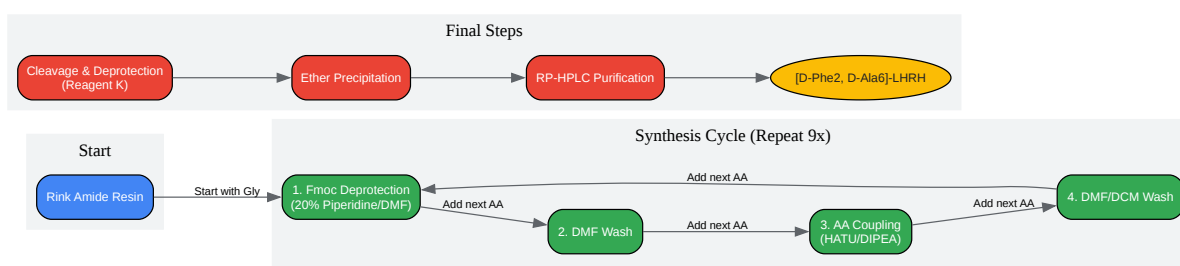 Final Steps
Cleavage & Deprotection
(Reagent K)
Ether Precipitation
RP-HPLC Purification
[D-Phe2, D-Ala6]-LHRH
Start
Rink Amide Resin
Start with Gly
Synthesis Cycle (Repeat 9x)
1. Fmoc Deprotection
(20% Piperidine/DMF)
Add next AA
2. DMF Wash
Add next AA
3. AA Coupling
(HATU/DIPEA)
Add next AA
4. DMF/DCM Wash
Add next AA